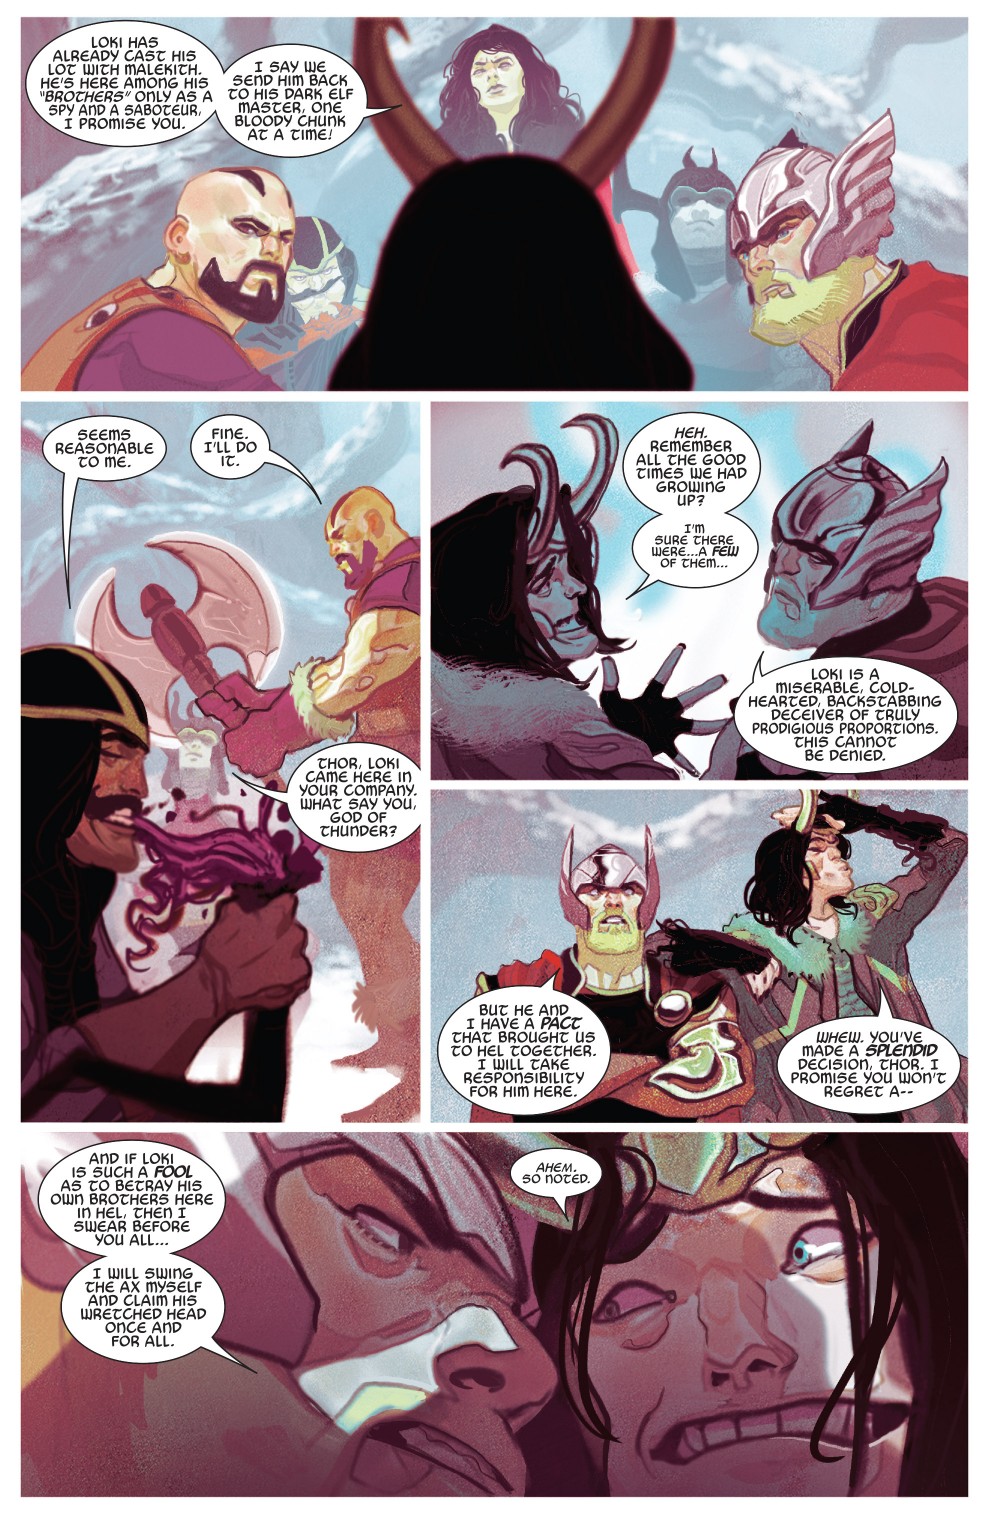 LOKI HAS
ALREADY CAST HIS
LOT WITH MALEKITH.
HE'S HERE AMONG HIS
"BROTHERS" ONLY AS A
SPY AND A SABOTEUR,
I PROMISE YOU.
I SAY WE
SEND HIM BACK
TO HIS DARK ELF
MASTER, ONE
BLOODY CHUNK
AT A TIME!
SEEMS
REASONABLE
TO ME.
FINE.
I'LL DO
IT.
THOR, LOKI
CAME HERE IN
YOUR COMPANY.
WHAT SAY YOU,
GOD OF
THUNDER?
HEH.
REMEMBER
ALL THE GOOD
TIMES WE HAD
GROWING
UP?
I'M
SURE THERE
WERE...A FEW
OF THEM...
LOKI IS A
MISERABLE, COLD-
HEARTED, BACKSTABBING
DECEIVER OF TRULY
PRODIGIOUS PROPORTIONS.
THIS CANNOT
BE DENIED.
BUT HE AND
I HAVE A PACT
THAT BROUGHT US
TO HEL TOGETHER.
I WILL TAKE
RESPONSIBILITY
FOR HIM HERE.
WHEW. YOU'VE
MADE A SPLENDID
DECISION, THOR. I
PROMISE YOU WON'T
REGRET A--
AND IF LOKI
IS SUCH A FOOL
AS TO BETRAY HIS
OWN BROTHERS HERE
IN HEL, THEN I
SWEAR BEFORE
YOU ALL...
I WILL SWING
THE AX MYSELF
AND CLAIM HIS
WRETCHED HEAD
ONCE AND
FOR ALL.
AHEM.
SO NOTED.